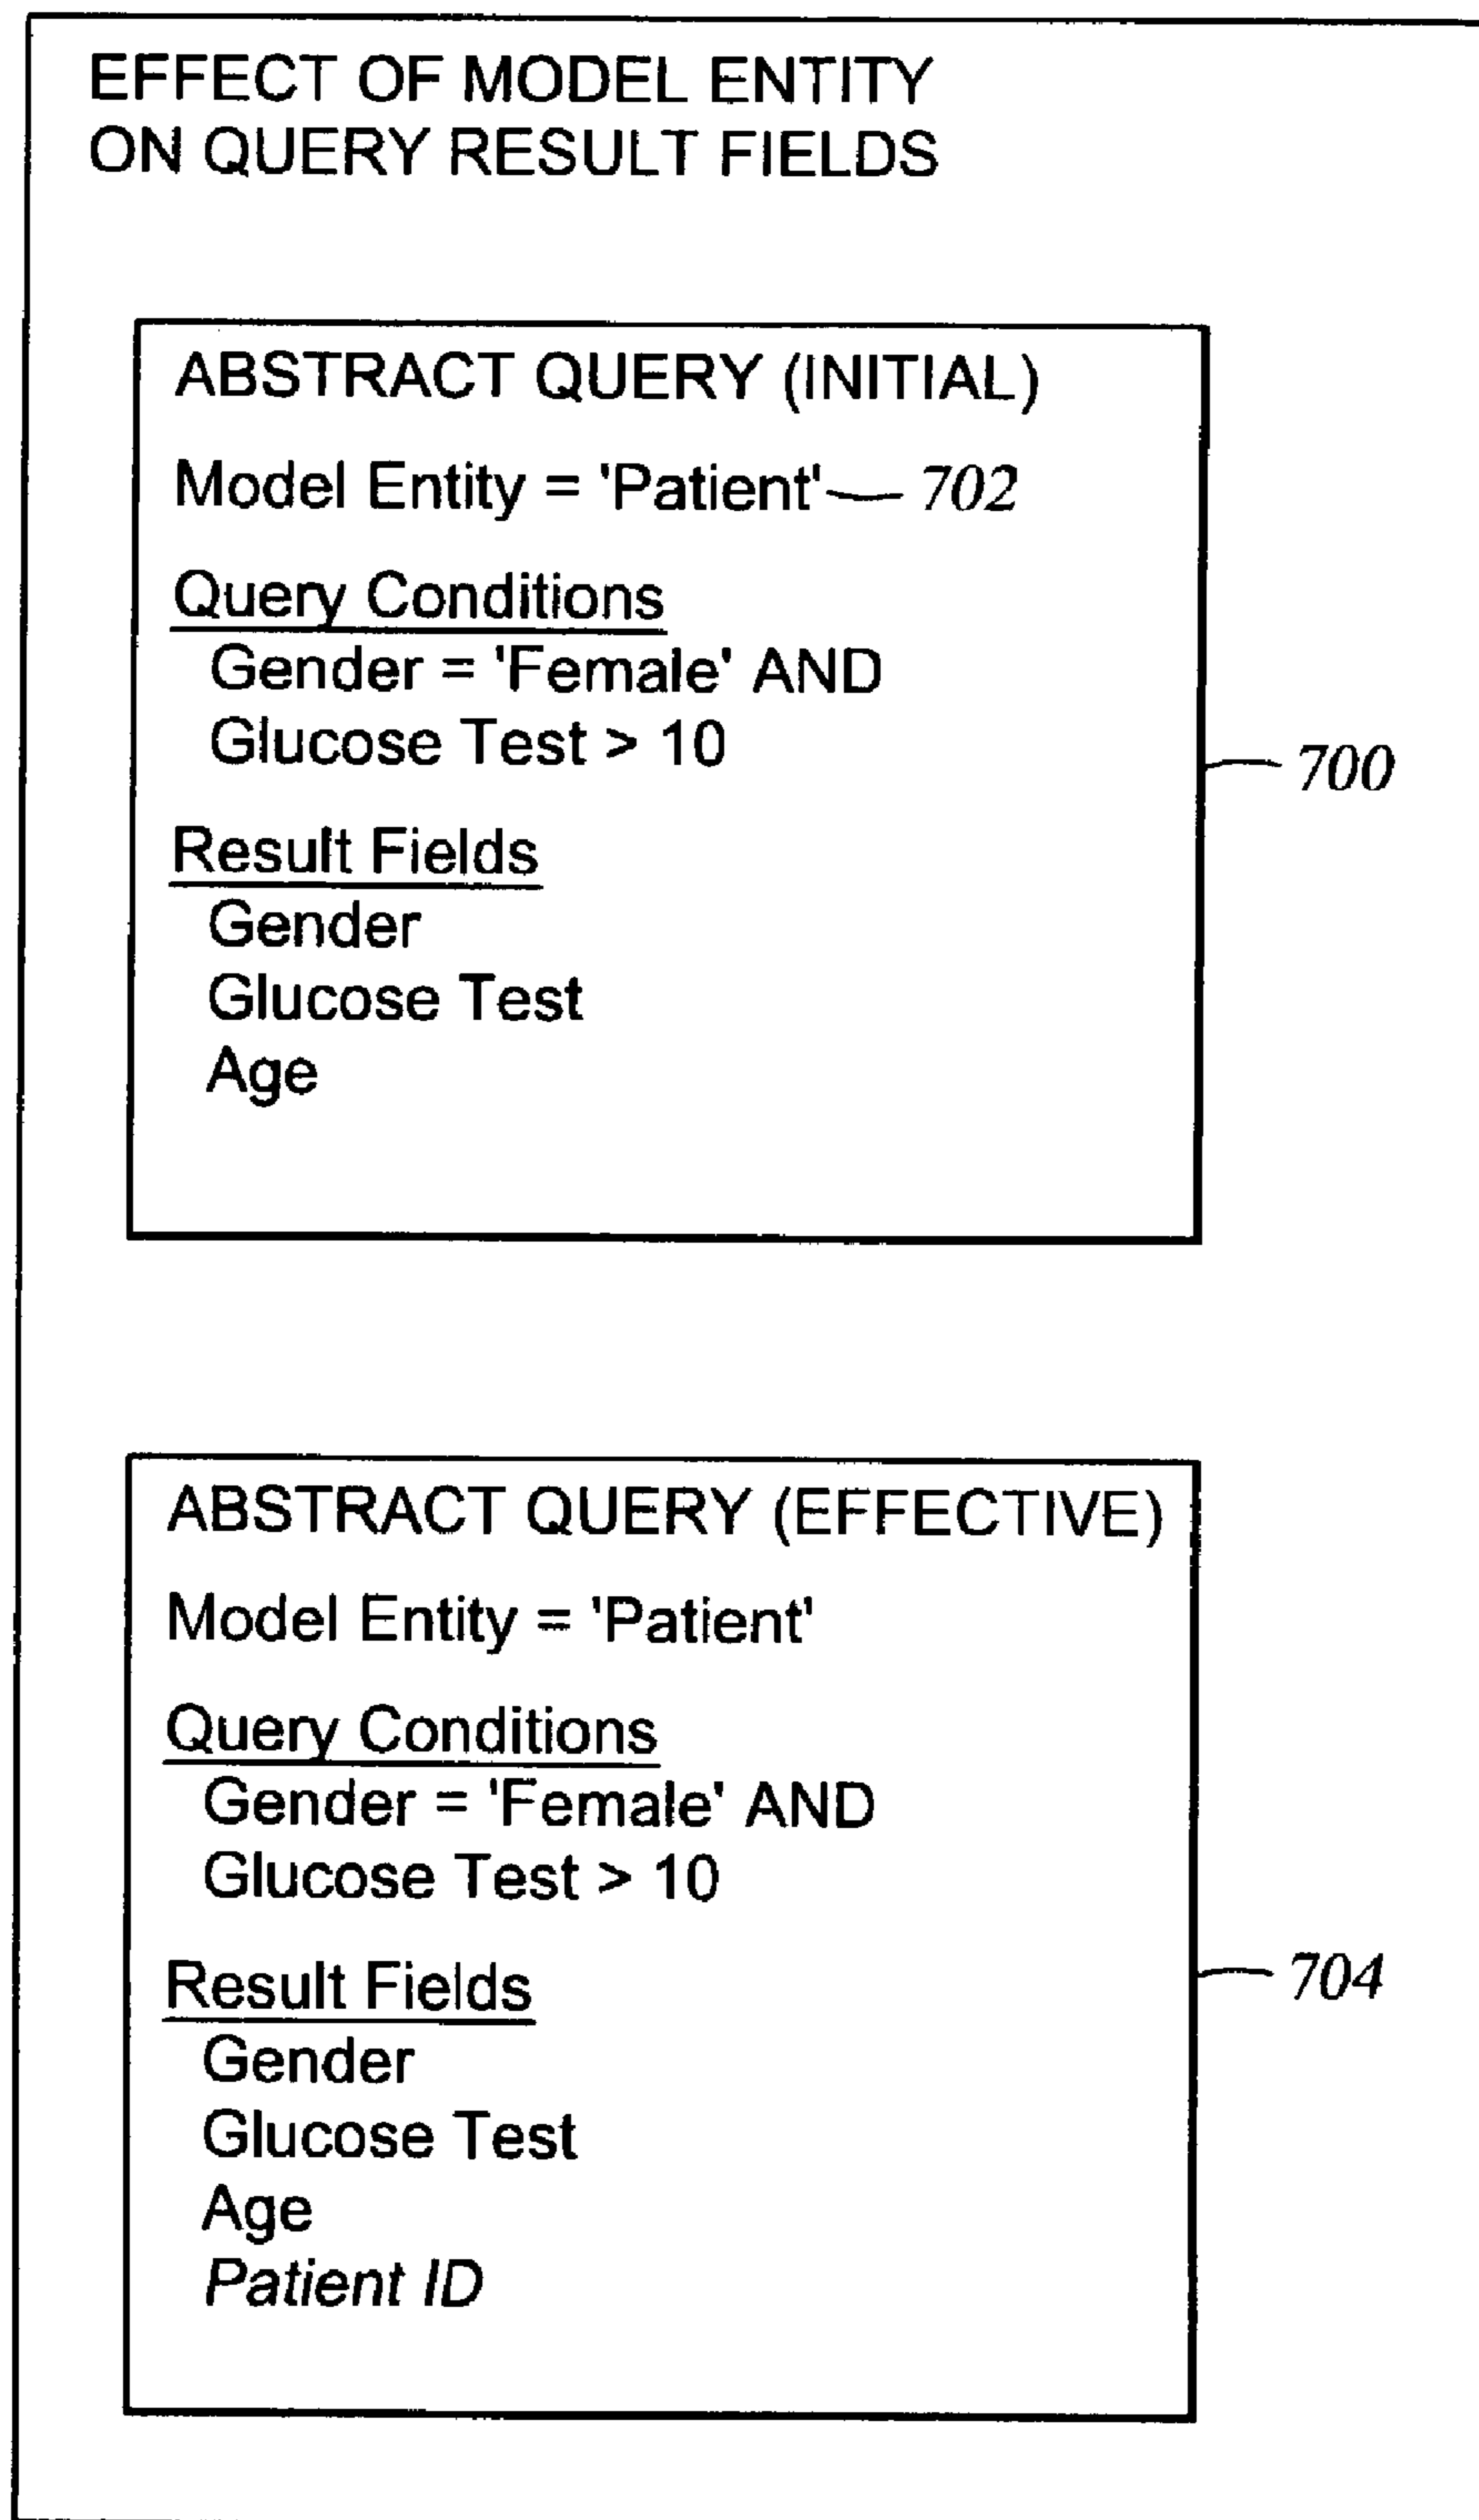 EFFECT OF MODEL ENTITY
ON QUERY RESULT FIELDS
ABSTRACT QUERY (INITIAL)
Model Entity = 'Patient' 702
Query Conditions
Gender = 'Female' AND
Glucose Test > 10
700
Result Fields
Gender
Glucose Test
Age
ABSTRACT QUERY (EFFECTIVE)
Model Entity = 'Patient'
Query Conditions
Gender = 'Female' AND
Glucose Test > 10
Result Fields
704
Gender
Glucose Test
Age
Patient ID